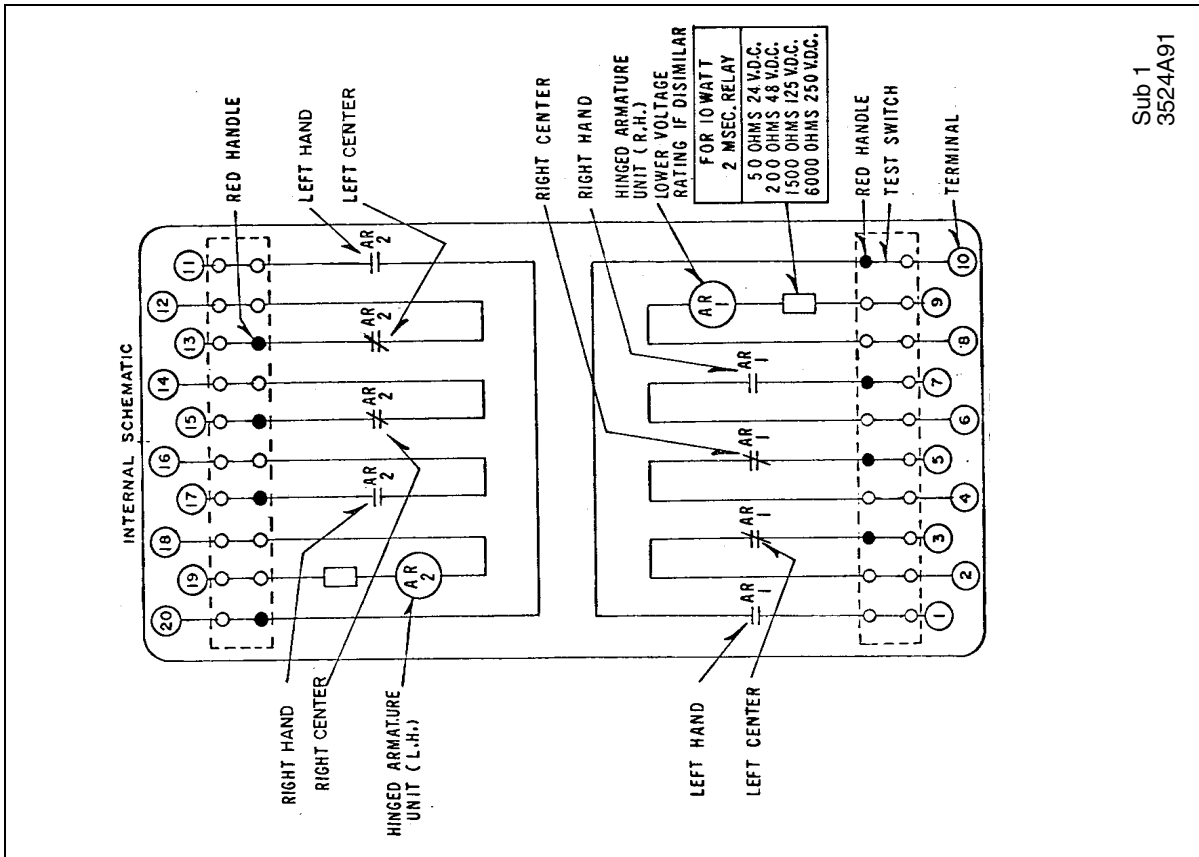 INTERNAL SCHEMATIC
20
19
18
17
16
15
14
13
12
11
RED HANDLE
LEFT HAND
LEFT CENTER
AR
2
AR
2
AR
2
AR
2
AR
2
RIGHT HAND
RIGHT CENTER
HINGED ARMATURE
UNIT (L.H.)
RIGHT CENTER
RIGHT HAND
HINGED ARMATURE
UNIT (R.H.)
LOWER VOLTAGE
RATING IF DISIMILAR
FOR 10 WATT
2 MSEC. RELAY
50 OHMS 24 V.D.C.
200 OHMS 48 V.D.C.
1500 OHMS 125 V.D.C.
6000 OHMS 250 V.D.C.
AR
1
AR
1
AR
1
AR
1
AR
1
LEFT HAND
LEFT CENTER
RED HANDLE
TEST SWITCH
TERMINAL
1
2
3
4
5
6
7
8
9
10
Sub 1
3524A91